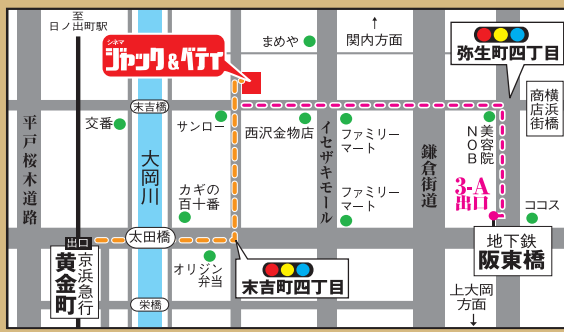 至
日ノ出町駅
シネマ
ジャック&ベティ
まめや
↑
関内方面
弥生町四丁目
横浜橋
商店街
末吉橋
交番
サンロー
西沢金物店
ファミリー
マート
美容院
NOB
平戸桜木道路
大岡川
イセザキモール
鎌倉街道
カギの
百十番
ファミリー
マート
3-A
出口
ココス
出口
太田橋
地下鉄
阪東橋
京浜急行
黄金町
オリジン
弁当
末吉町四丁目
栄橋
上大岡
方面
↓